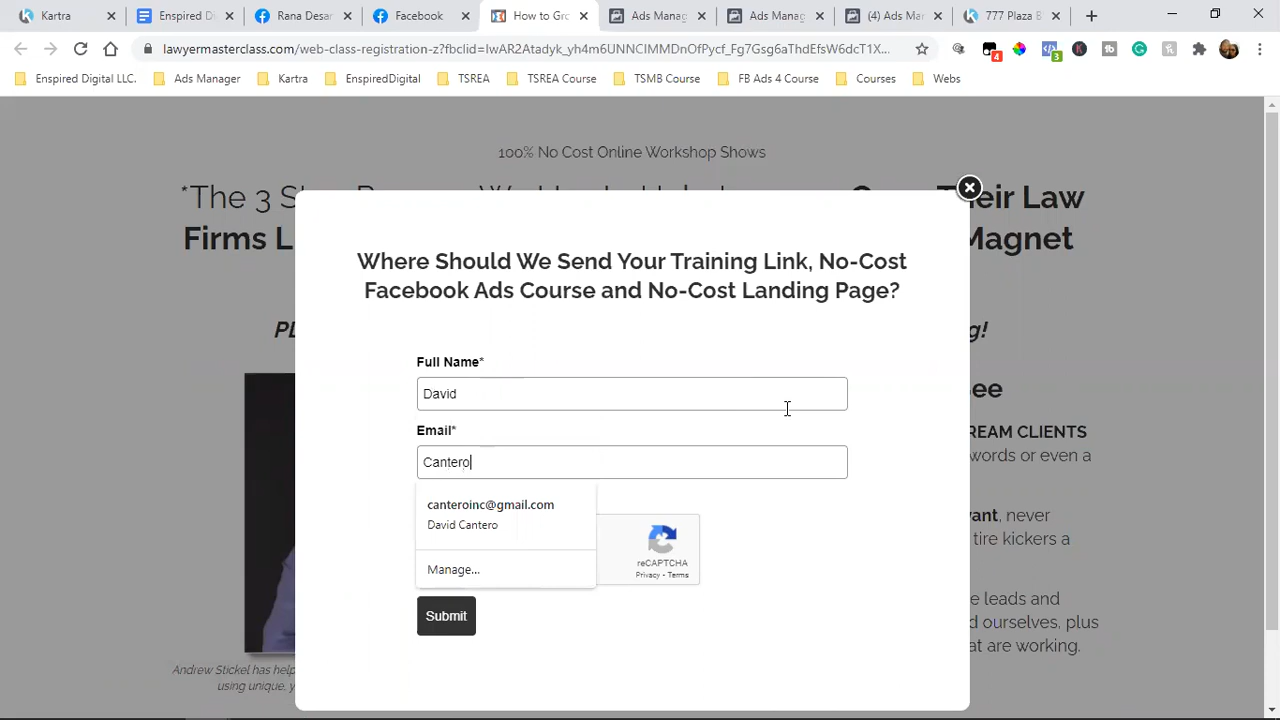 Kartra
Enspired D
Rana Desar
Facebook
How to Gro
Ads Manag
Ads Manag
(4) Ads Mar
777 Plaza B
lawyermasterclass.com/web-class-registration-z?fbclid=IwAR2Atadyk_yh4m6UNNCIMMDnOfPycf_Fg7Gsg6aThdEfsW6dcT1X...
4
3
Enspired Digital LLC.
Ads Manager
Kartra
EnspiredDigital
TSREA
TSREA Course
TSMB Course
FB Ads 4 Course
Courses
Webs
100% No Cost Online Workshop Shows
*The 3 Ste
Their Law
Firms L
Magnet
Where Should We Send Your Training Link, No-Cost
Facebook Ads Course and No-Cost Landing Page?
PL
g!
Full Name*
David
ee
Email*
REAM CLIENTS
Cantero
words or even a
canteroinc@gmail.com
David Cantero
vant, never
tire kickers a
reCAPTCHA
Privacy - Terms
Manage...
e leads and
Submit
d ourselves, plus
at are working.
Andrew Stickel has help
using unique, y